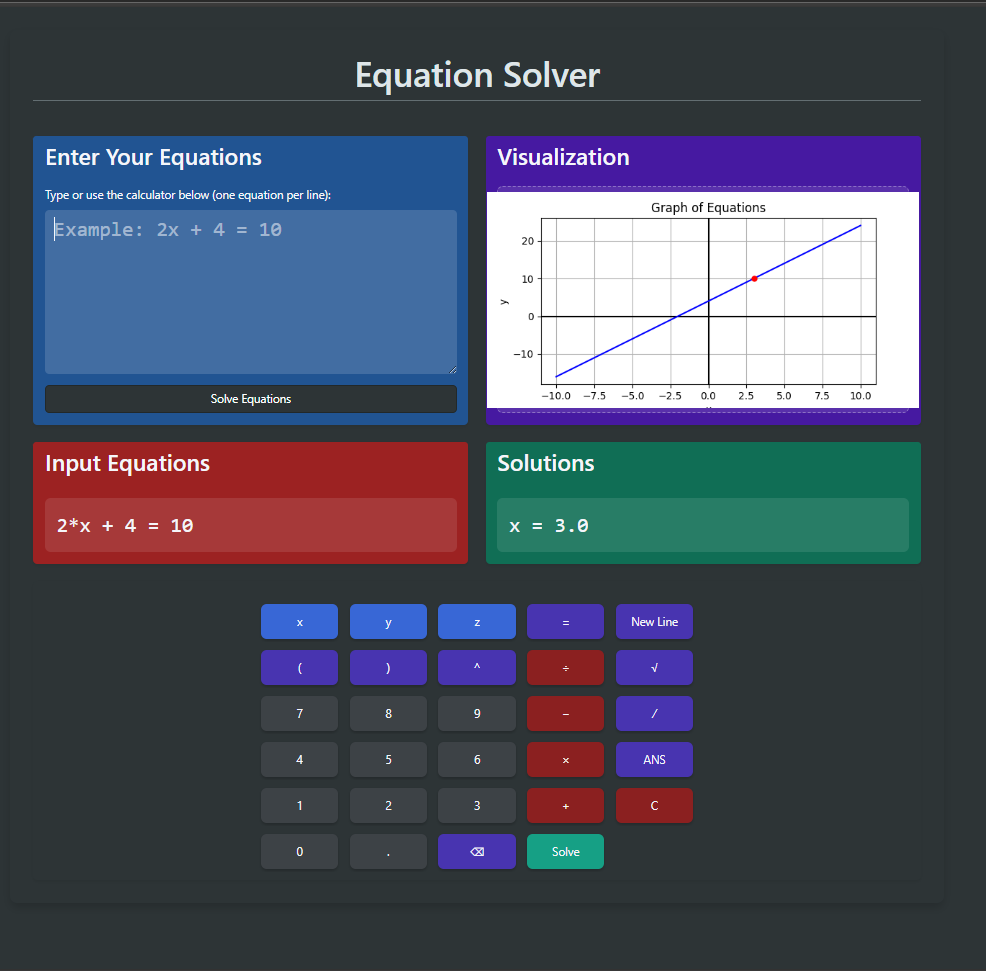 Equation Solver
Enter Your Equations
Type or use the calculator below (one equation per line):
Example: 2x + 4 = 10
Solve Equations
Visualization
Graph of Equations
20
10
0
−10
y
−10.0 −7.5 −5.0 −2.5 0.0 2.5 5.0 7.5 10.0
Input Equations
2*x + 4 = 10
Solutions
x = 3.0
x y z = New Line
( ) ^ ÷ √
7 8 9 − /
4 5 6 × ANS
1 2 3 + C
0 . ⌫ Solve